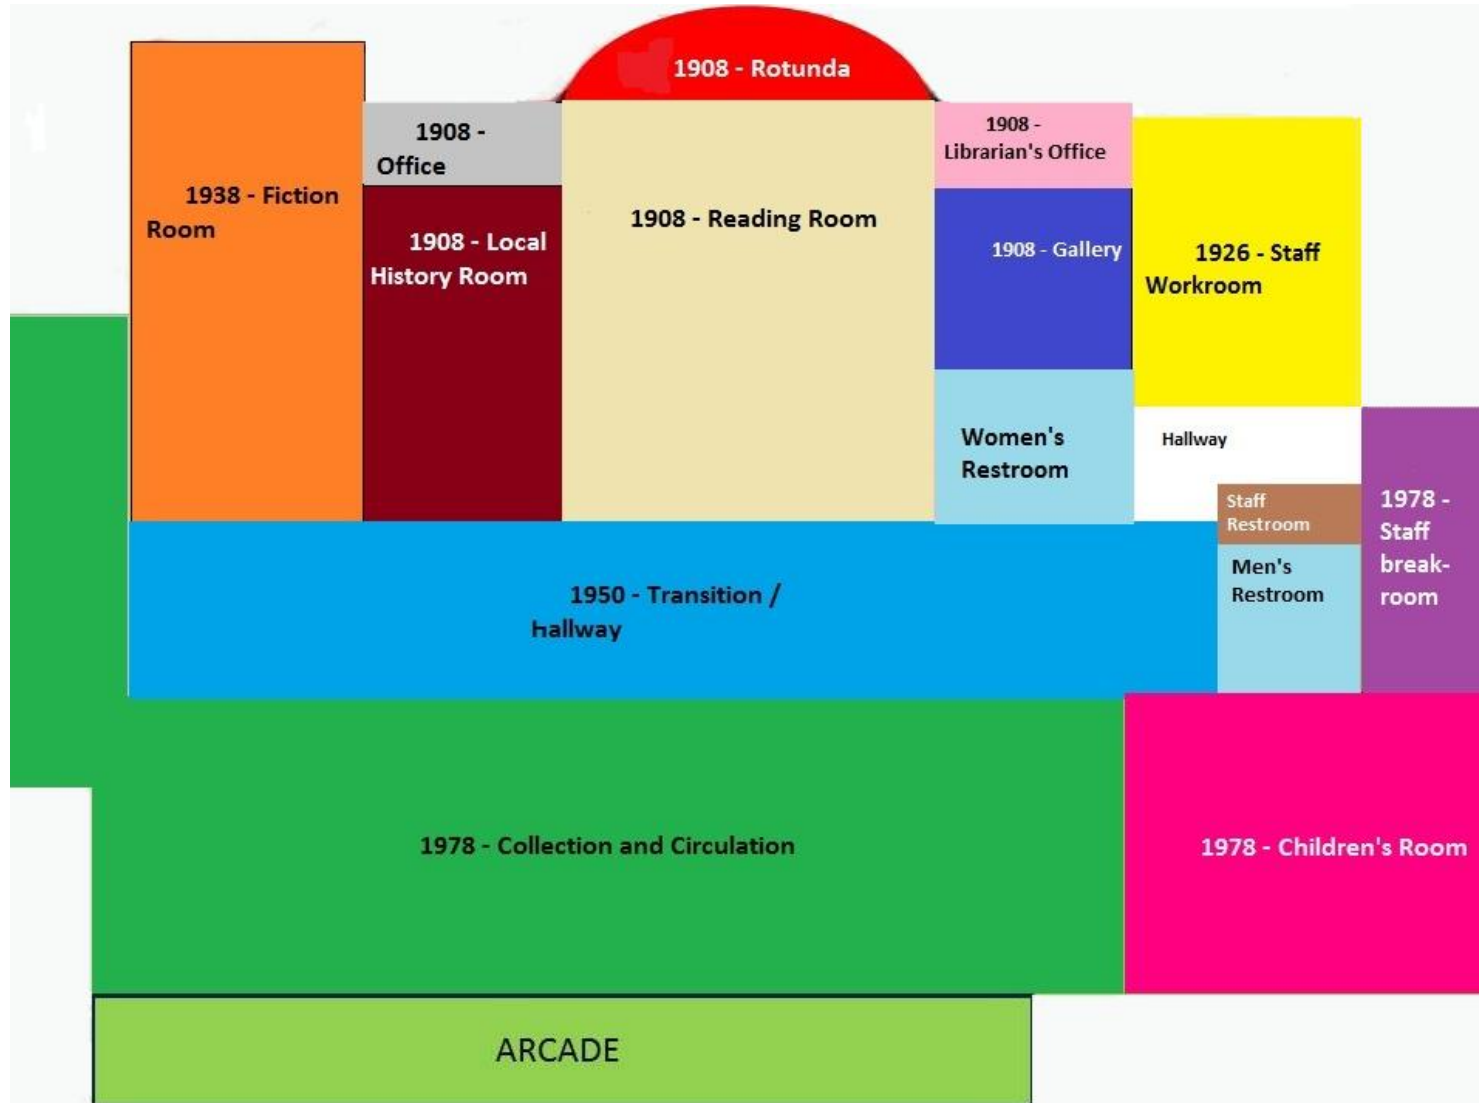 1908 - Rotunda
1908 -
Office
1908 -
Librarian's Office
1938 - Fiction
Room
1908 - Local
History Room
1908 - Reading Room
1908 - Gallery
1926 - Staff
Workroom
Women's
Restroom
Hallway
Staff
Restroom
1978 -
Staff
break-
room
Men's
Restroom
1950 - Transition /
Hallway
1978 - Collection and Circulation
1978 - Children's Room
ARCADE